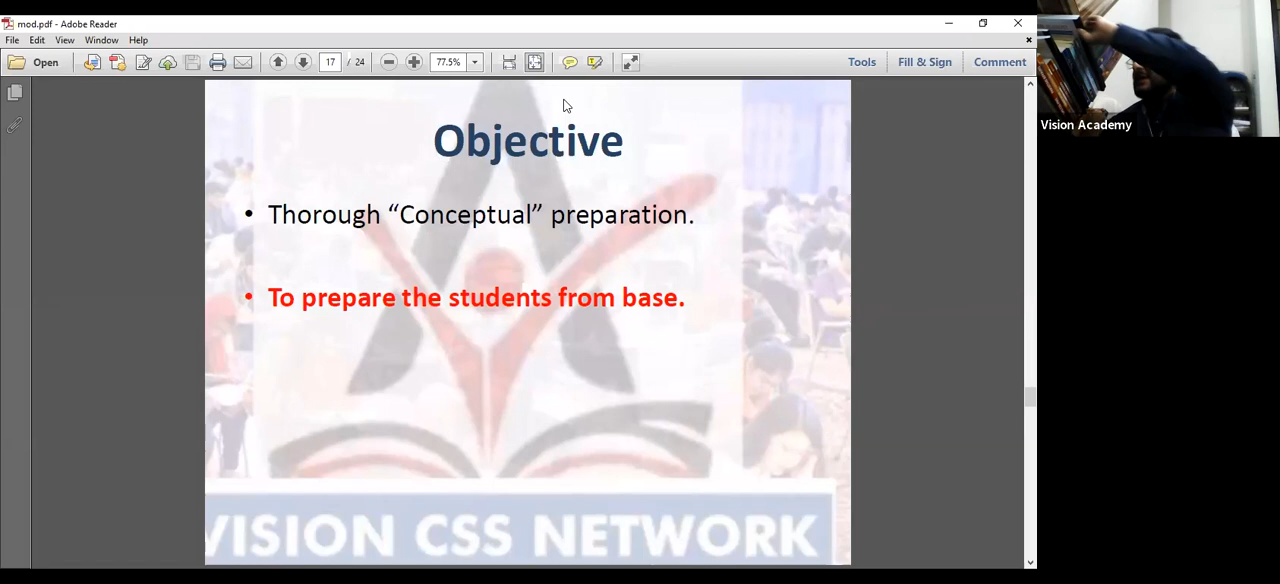 mod.pdf - Adobe Reader
File Edit View Window Help
Open 17 / 24 77.5% Tools Fill & Sign Comment
Vision Academy
Objective
• Thorough “Conceptual” preparation.
• To prepare the students from base.
VISION CSS NETWORK